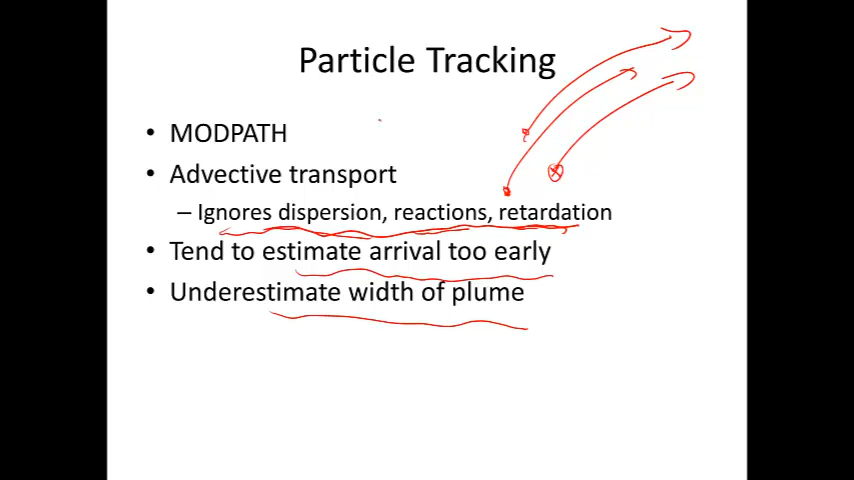 Particle Tracking
• MODPATH
• Advective transport
– Ignores dispersion, reactions, retardation
• Tend to estimate arrival too early
• Underestimate width of plume